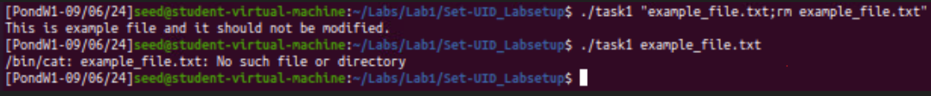 [PondW1-09/06/24]seed@student-virtual-machine:~/Labs/Lab1/Set-UID_Labsetup$ ./task1 "example_file.txt;rm example_file.txt"
This is example file and it should not be modified.
[PondW1-09/06/24]seed@student-virtual-machine:~/Labs/Lab1/Set-UID_Labsetup$ ./task1 example_file.txt
/bin/cat: example_file.txt: No such file or directory
[PondW1-09/06/24]seed@student-virtual-machine:~/Labs/Lab1/Set-UID_Labsetup$